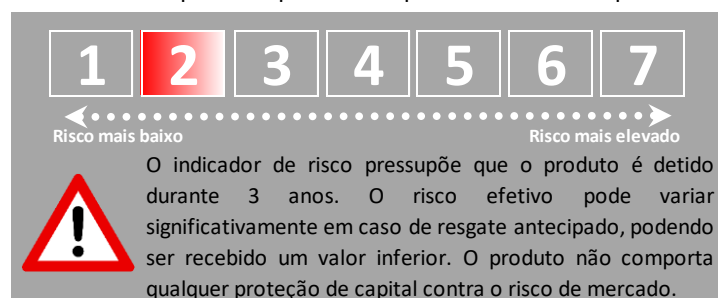 1 2 3 4 5 6 7
Risco mais baixo Risco mais elevado
O indicador de risco pressupõe que o produto é detido
durante 3 anos. O risco efetivo pode variar
significativamente em caso de resgate antecipado, podendo
ser recebido um valor inferior. O produto não comporta
qualquer proteção de capital contra o risco de mercado.